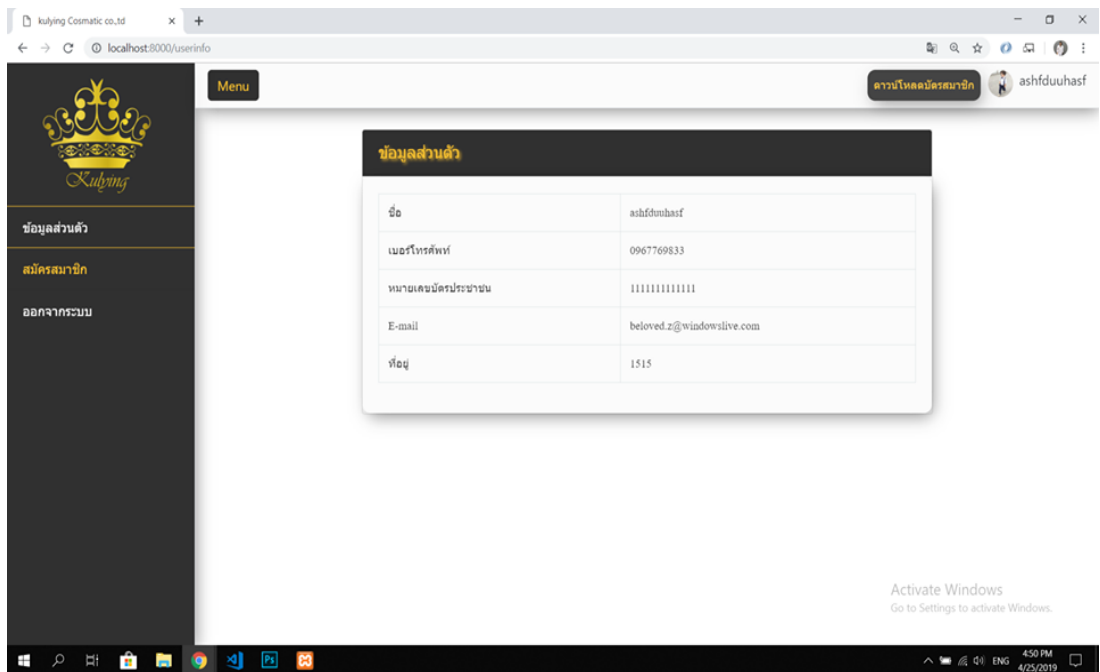 kulying Cosmatic co.,td
localhost:8000/userinfo
Kulying
ข้อมูลส่วนตัว
สมัครสมาชิก
ออกจากระบบ
Menu
ดาวน์โหลดบัตรสมาชิก
ashfduuhasf
ข้อมูลส่วนตัว
ชื่อ ashfduuhasf
เบอร์โทรศัพท์ 0967769833
หมายเลขบัตรประชาชน 1111111111111
E-mail beloved.z@windowslive.com
ที่อยู่ 1515
Activate Windows
Go to Settings to activate Windows.
Ps
ENG
4:50 PM
4/25/2019